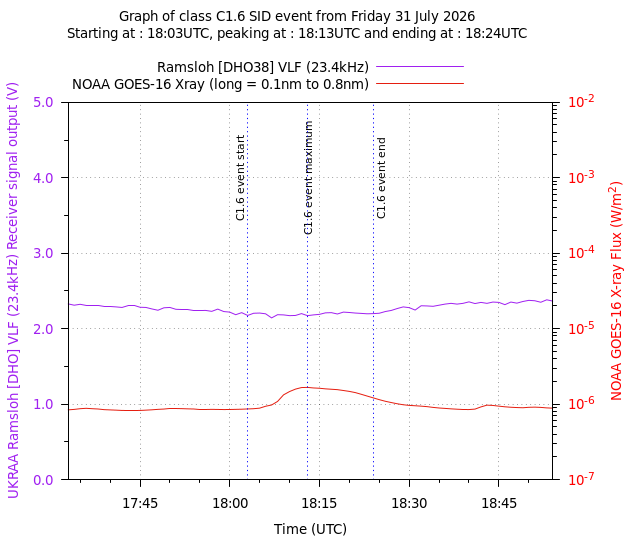 Graph of class C1.6 SID event from Friday 31 July 2026
Starting at : 18:03UTC, peaking at : 18:13UTC and ending at : 18:24UTC
Ramsloh [DHO38] VLF (23.4kHz)
NOAA GOES-16 Xray (long = 0.1nm to 0.8nm)
UKRAA Ramsloh [DHO] VLF (23.4kHz) Receiver signal output (V)
5.0
4.0
3.0
2.0
1.0
0.0
C1.6 event start
C1.6 event maximum
C1.6 event end
10-2
10-3
10-4
10-5
10-6
10-7
NOAA GOES-16 X-ray Flux (W/m2)
17:45 18:00 18:15 18:30 18:45
Time (UTC)